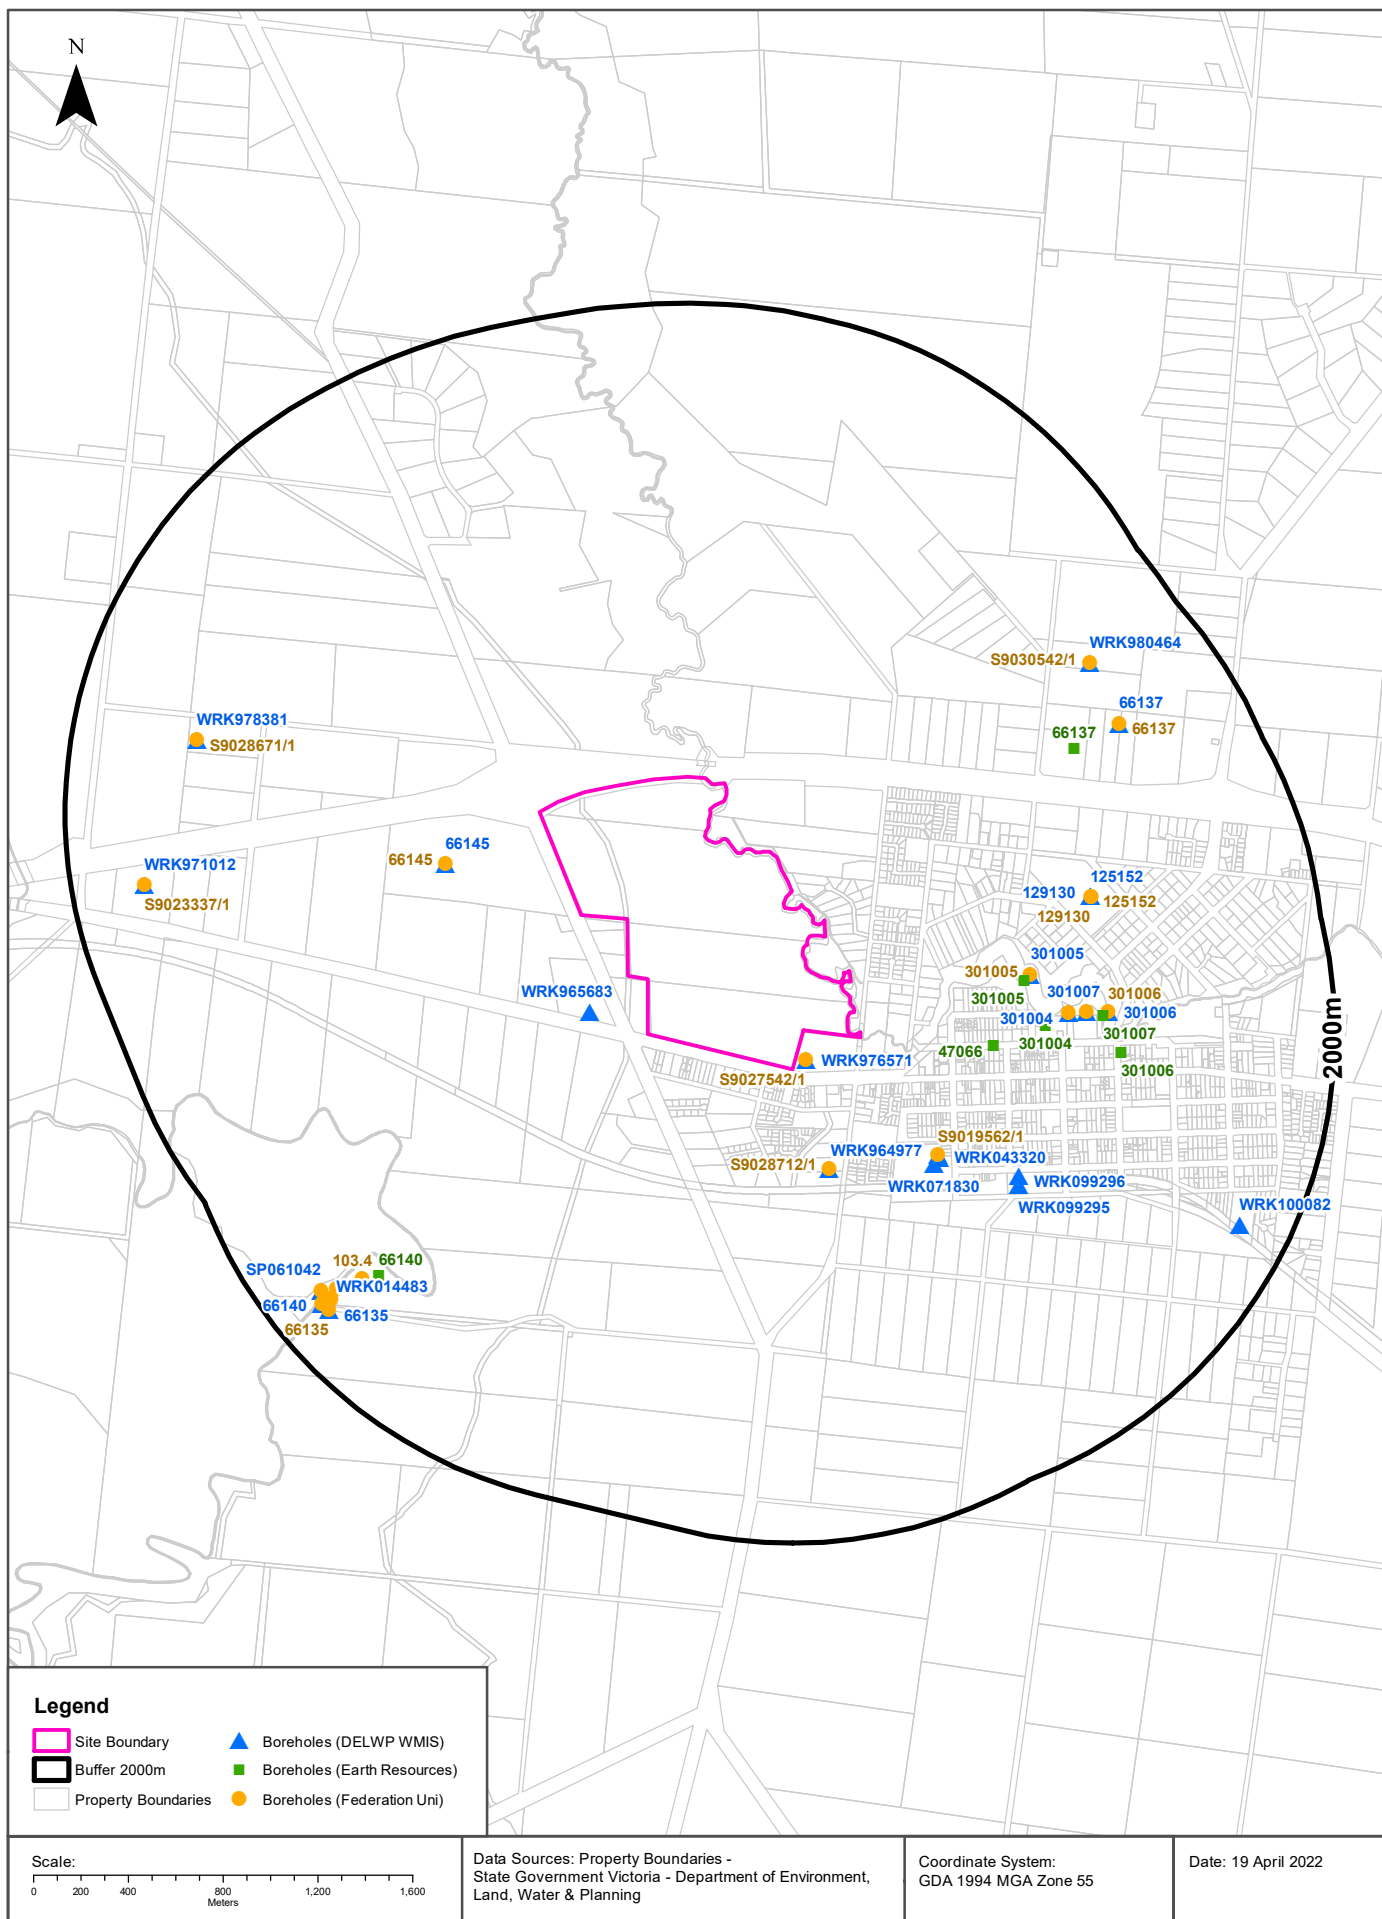 N
WRK980464
S9030542/1
66137
66137
66137
WRK978381
S9028671/1
66145
66145
WRK971012
S9023337/1
125152
129130
125152
129130
301005
301005
301007
301006
301005
301004
301006
301007
47066
301004
301006
WRK965683
2000m
WRK976571
S9027542/1
S9019562/1
WRK964977
WRK043320
S9028712/1
WRK071830
WRK099296
WRK099295
WRK100082
103.4
66140
SP061042
WRK014483
66140
66135
66135
Legend
Site Boundary
Buffer 2000m
Property Boundaries
Boreholes (DELWP WMIS)
Boreholes (Earth Resources)
Boreholes (Federation Uni)
Scale:
0 200 400 800 1,200 1,600
Meters
Data Sources: Property Boundaries -
State Government Victoria - Department of Environment,
Land, Water & Planning
Coordinate System:
GDA 1994 MGA Zone 55
Date: 19 April 2022